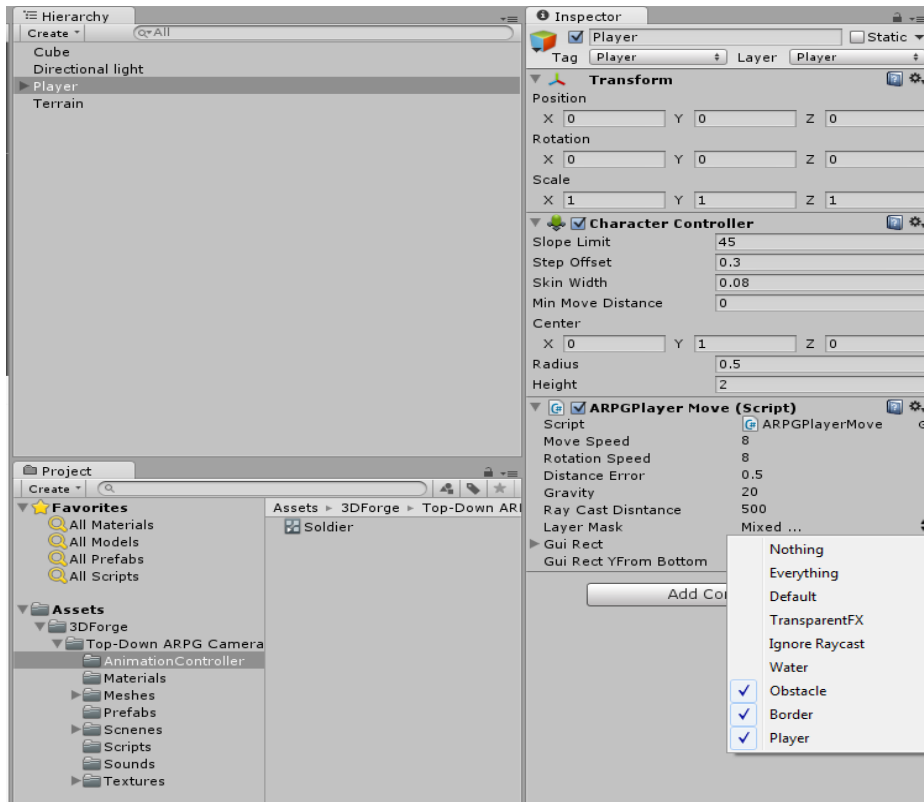 Hierarchy
Create
All
Cube
Directional light
Player
Terrain
Inspector
Player
Static
Tag Player Layer Player
Transform
Position
X 0 Y 0 Z 0
Rotation
X 0 Y 0 Z 0
Scale
X 1 Y 1 Z 1
Character Controller
Slope Limit 45
Step Offset 0.3
Skin Width 0.08
Min Move Distance 0
Center
X 0 Y 1 Z 0
Radius 0.5
Height 2
ARPGPlayer Move (Script)
Script ARPGPlayerMove
Move Speed 8
Rotation Speed 8
Distance Error 0.5
Gravity 20
Ray Cast Disntance 500
Layer Mask Mixed ...
Gui Rect
Gui Rect YFrom Bottom
Add Co
Nothing
Everything
Default
TransparentFX
Ignore Raycast
Water
Obstacle
Border
Player
Project
Create
Favorites
All Materials
All Models
All Prefabs
All Scripts
Assets
3DForge
Top-Down ARPG Camera
AnimationController
Materials
Meshes
Prefabs
Scnenes
Scripts
Sounds
Textures
Assets 3DForge Top-Down AR
Soldier